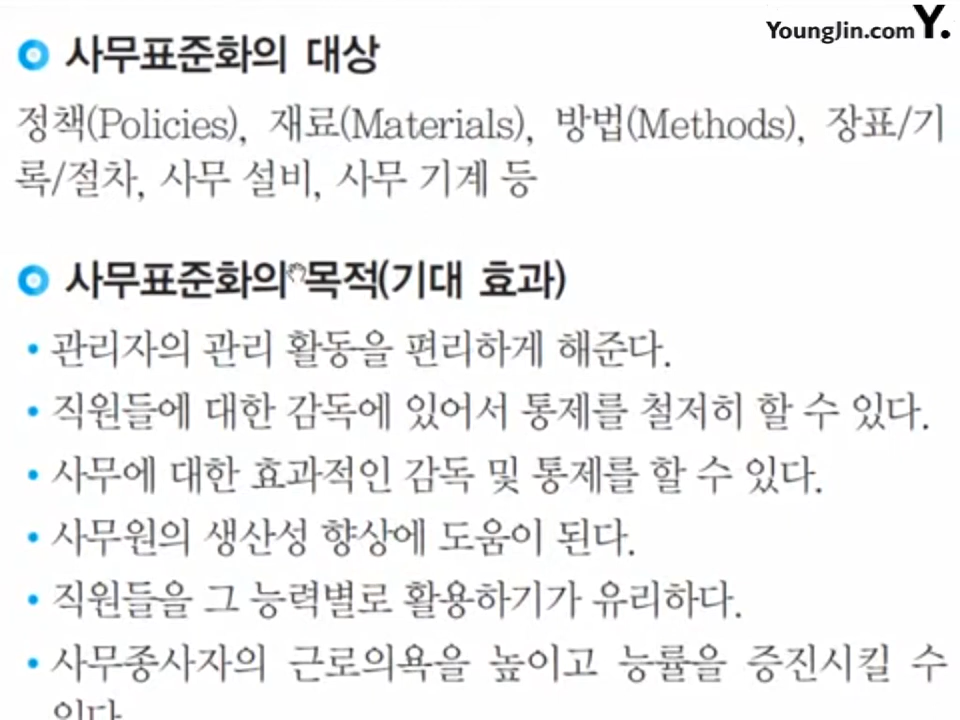 YoungJin.com Y.
사무표준화의 대상
정책(Policies), 재료(Materials), 방법(Methods), 장표/기
록/절차, 사무 설비, 사무 기계 등
사무표준화의 목적(기대 효과)
• 관리자의 관리 활동을 편리하게 해준다.
• 직원들에 대한 감독에 있어서 통제를 철저히 할 수 있다.
• 사무에 대한 효과적인 감독 및 통제를 할 수 있다.
• 사무원의 생산성 향상에 도움이 된다.
• 직원들을 그 능력별로 활용하기가 유리하다.
• 사무종사자의 근로의욕을 높이고 능률을 증진시킬 수
있다.